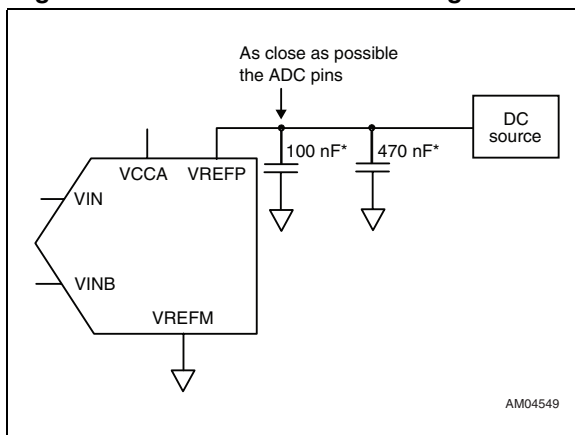 As close as possible
the ADC pins
DC
source
100 nF*
470 nF*
VCCA
VREFP
VIN
VINB
VREFM
AM04549